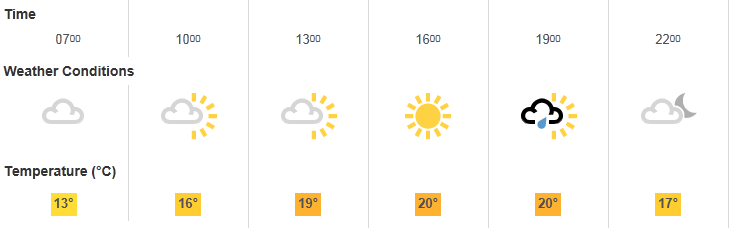 Time
07⁰⁰ 10⁰⁰ 13⁰⁰ 16⁰⁰ 19⁰⁰ 22⁰⁰
Weather Conditions
Temperature (°C)
13° 16° 19° 20° 20° 17°